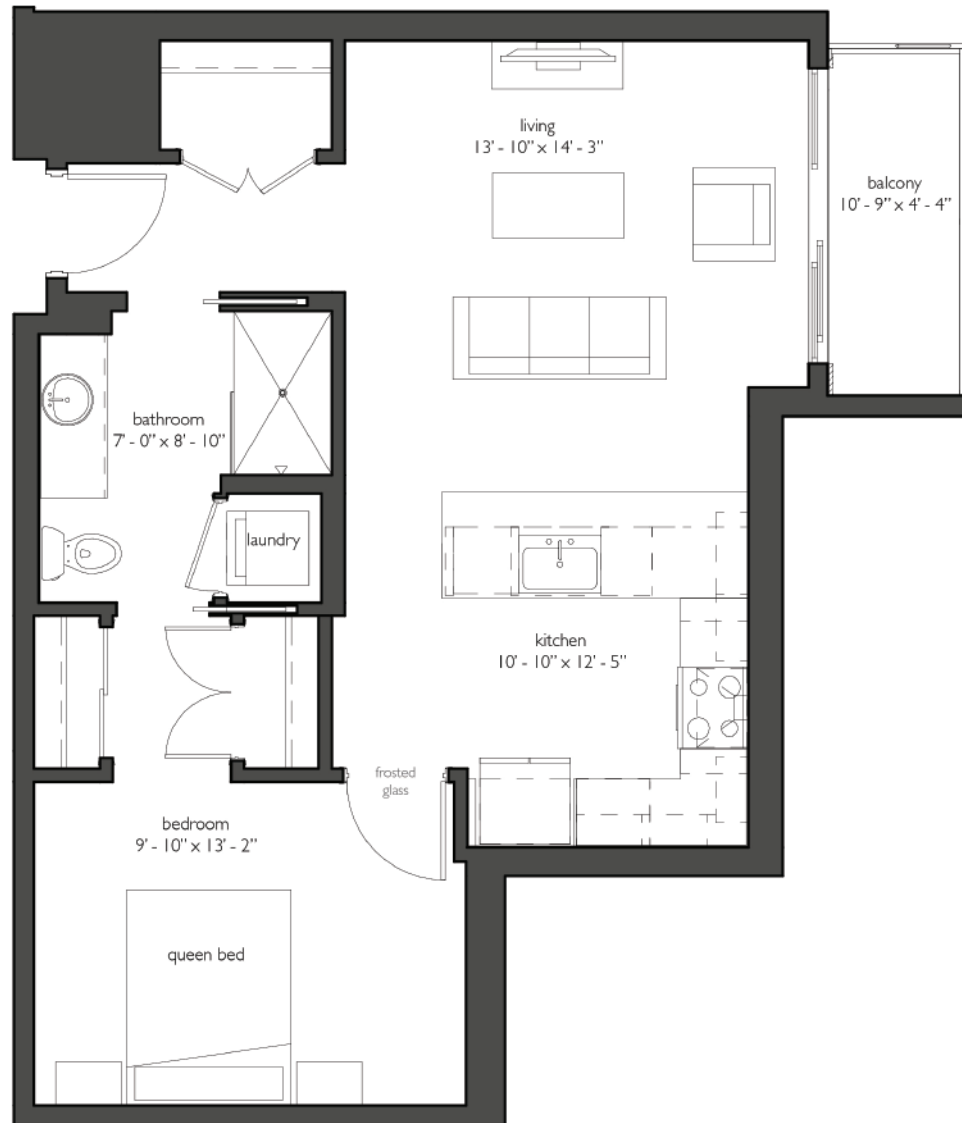 living
13' - 10” x 14' - 3”
balcony
10' - 9” x 4' - 4”
bathroom
7' - 0” x 8' - 10”
laundry
kitchen
10' - 10” x 12' - 5”
frosted
glass
bedroom
9' - 10” x 13' - 2”
queen bed